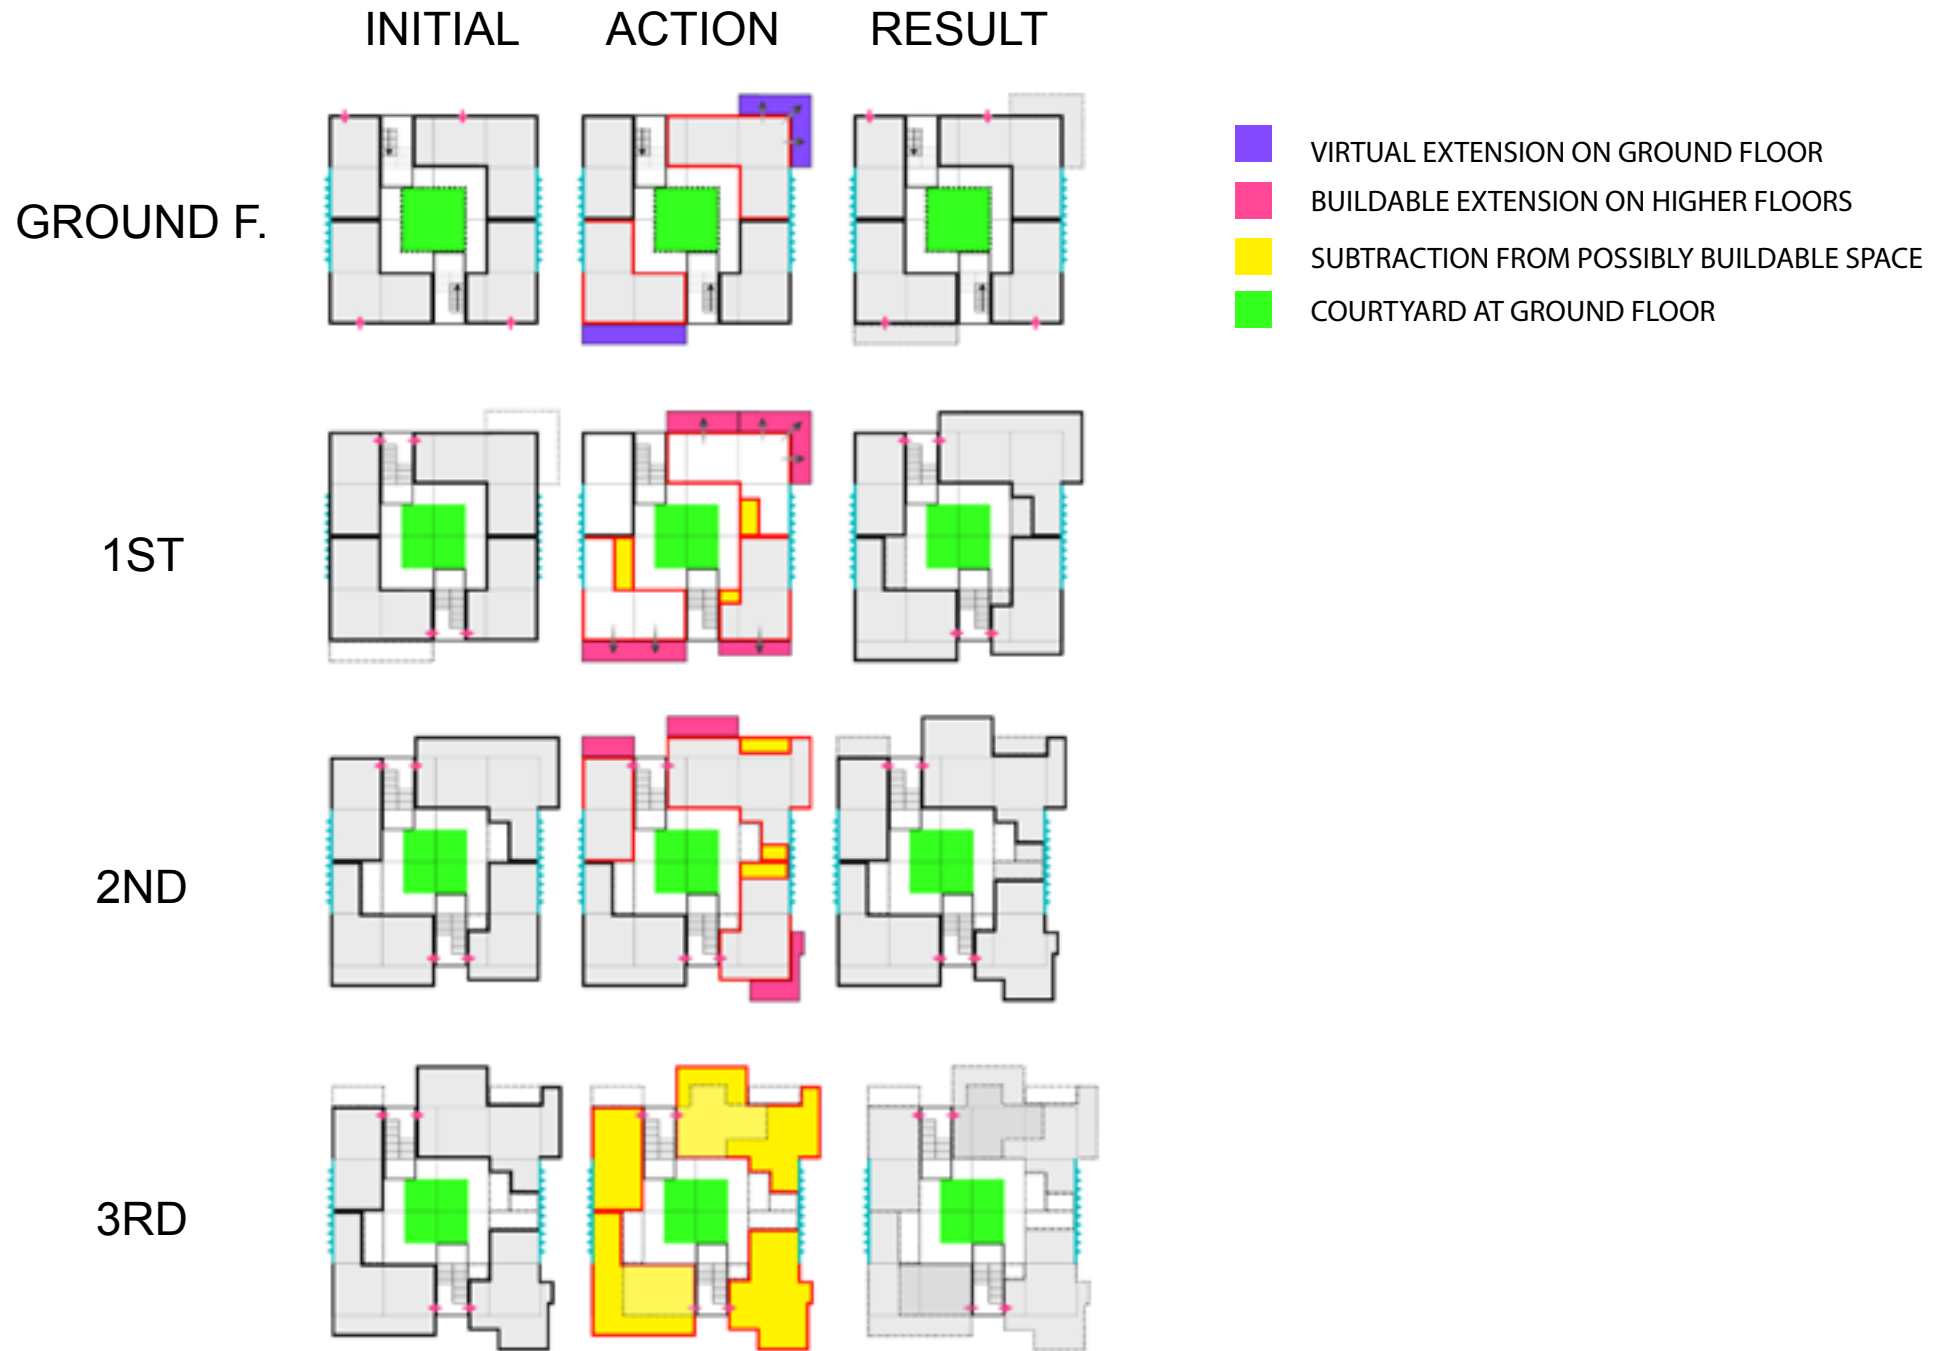 INITIAL ACTION RESULT
GROUND F.
VIRTUAL EXTENSION ON GROUND FLOOR
BUILDABLE EXTENSION ON HIGHER FLOORS
SUBTRACTION FROM POSSIBLY BUILDABLE SPACE
COURTYARD AT GROUND FLOOR
1ST
2ND
3RD